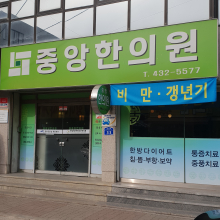 중앙한의원
T. 432-5577
비 만·갱년기
한방다이어트
침·뜸·부항·보약
통증치료
중풍치료